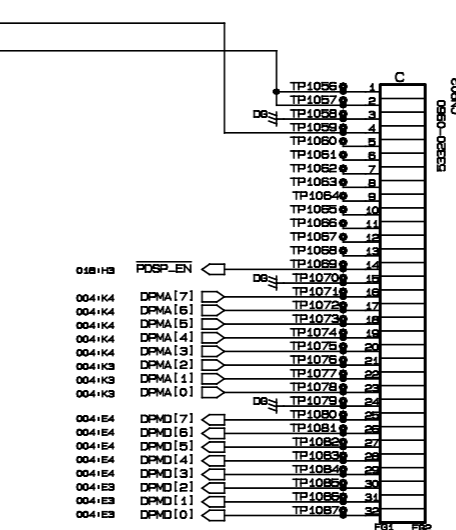 C
CN902
53320-0960
TP1056 1
TP1057 2
DG TP1058 3
TP1059 4
TP1060 5
TP1061 6
TP1062 7
TP1063 8
TP1064 9
TP1065 10
TP1066 11
TP1067 12
TP1068 13
018:H3 PDSP_EN TP1069 14
DG TP1070 15
004:K4 DPMA[7] TP1071 16
004:K4 DPMA[6] TP1072 17
004:K4 DPMA[5] TP1073 18
004:K4 DPMA[4] TP1074 19
004:K4 DPMA[3] TP1075 20
004:K3 DPMA[2] TP1076 21
004:K3 DPMA[1] TP1077 22
004:K3 DPMA[0] TP1078 23
DG TP1079 24
004:E4 DPMD[7] TP1080 25
004:E4 DPMD[6] TP1081 26
004:E4 DPMD[5] TP1082 27
004:E4 DPMD[4] TP1083 28
004:E4 DPMD[3] TP1084 29
004:E3 DPMD[2] TP1085 30
004:E3 DPMD[1] TP1086 31
004:E3 DPMD[0] TP1087 32
FG1 FG2